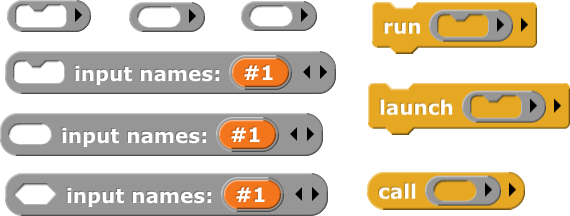 run
input names: #1
launch
input names: #1
input names: #1
call